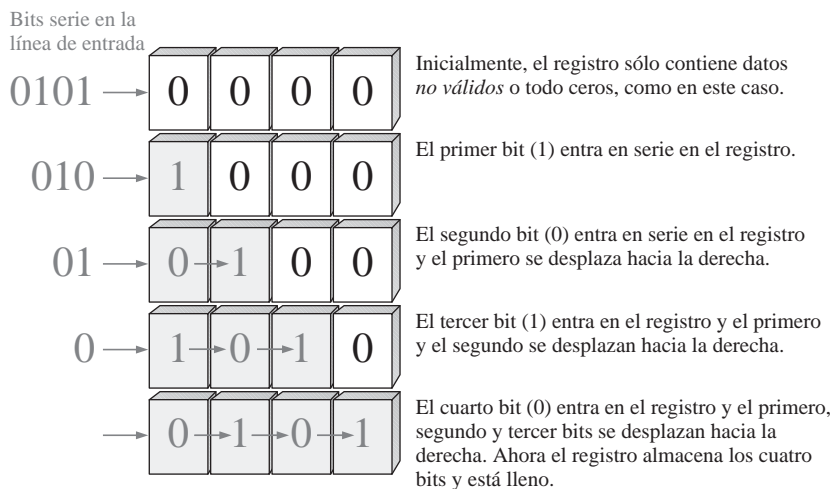 Bits serie en la
línea de entrada
0101 0 0 0 0
Inicialmente, el registro sólo contiene datos
no válidos o todo ceros, como en este caso.
010 1 0 0 0
El primer bit (1) entra en serie en el registro.
01 0 1 0 0
El segundo bit (0) entra en serie en el registro
y el primero se desplaza hacia la derecha.
0 1 0 1 0
El tercer bit (1) entra en el registro y el primero
y el segundo se desplazan hacia la derecha.
0 1 0 1
El cuarto bit (0) entra en el registro y el primero,
segundo y tercer bits se desplazan hacia la
derecha. Ahora el registro almacena los cuatro
bits y está lleno.